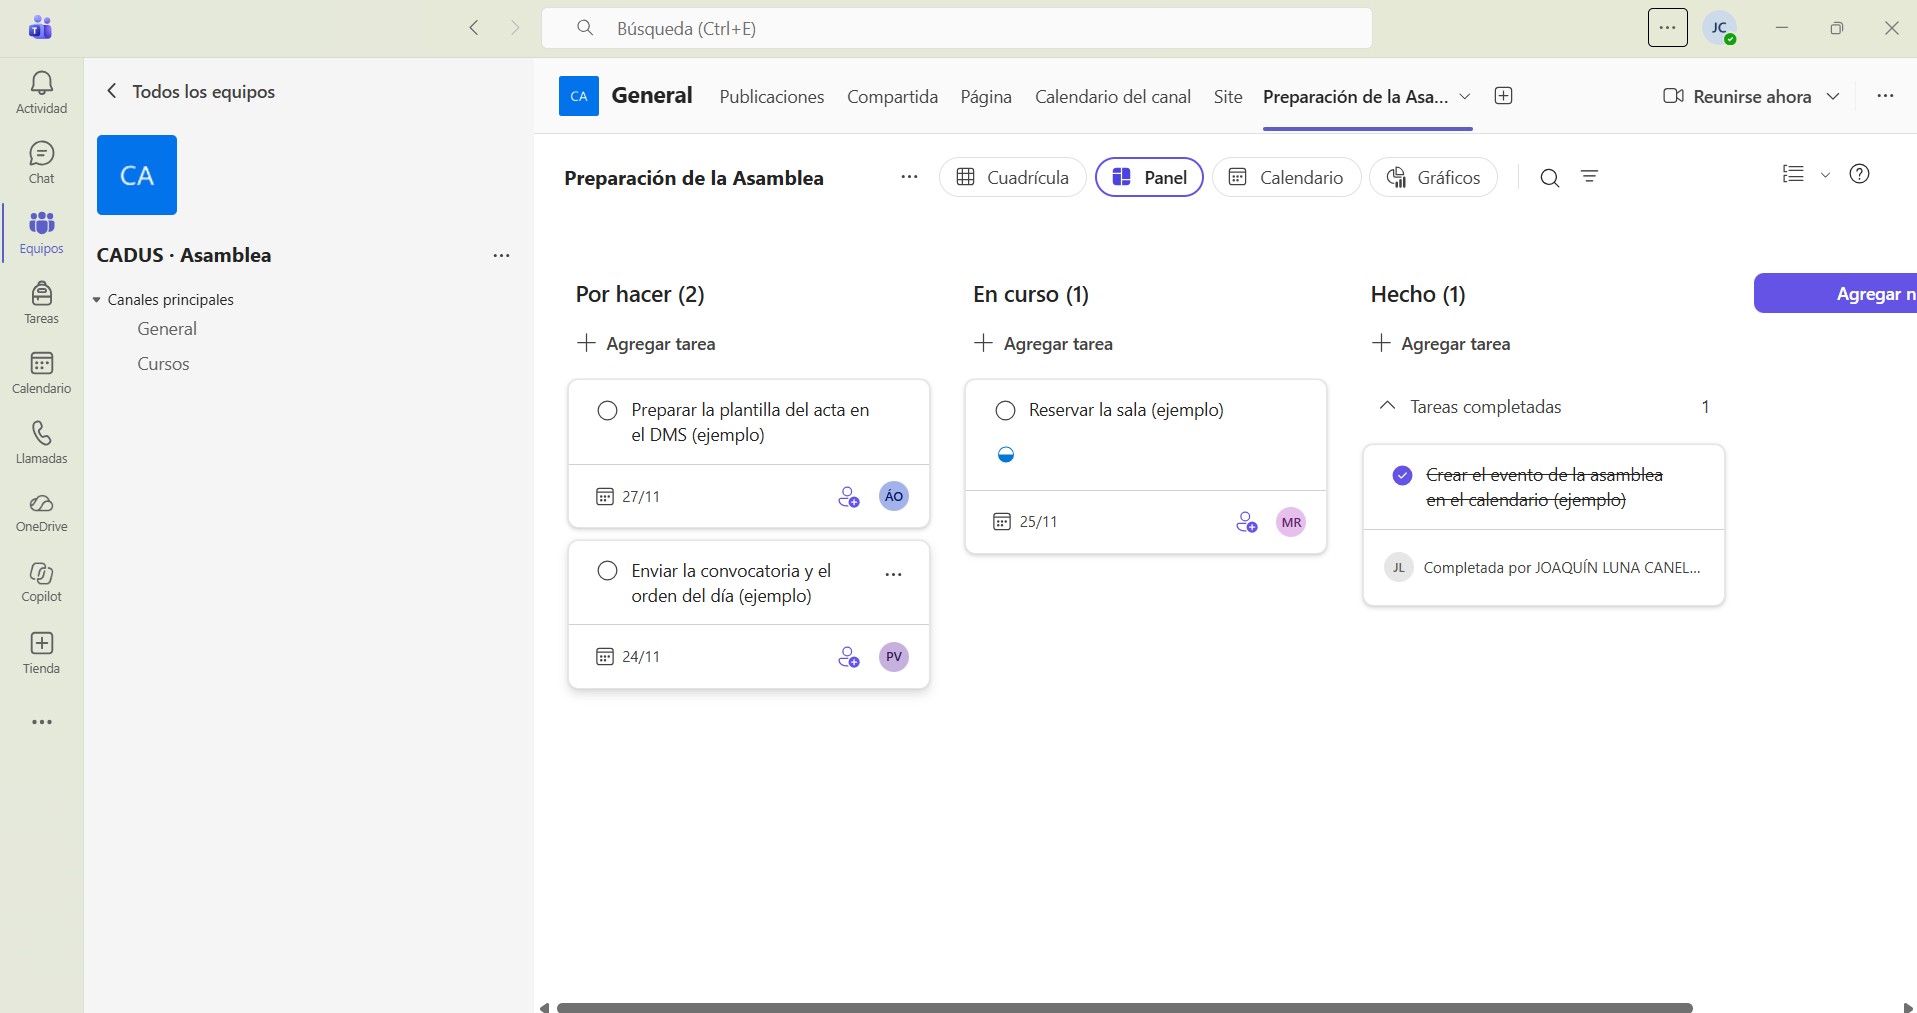 Búsqueda (Ctrl+E)
JC
Actividad
Chat
Equipos
Tareas
Calendario
Llamadas
OneDrive
Copilot
Tienda
Todos los equipos
CA
CADUS · Asamblea
Canales principales
General
Cursos
CA
General
Publicaciones
Compartida
Página
Calendario del canal
Site
Preparación de la Asa...
Reunirse ahora
Preparación de la Asamblea
Cuadrícula
Panel
Calendario
Gráficos
Por hacer (2)
Agregar tarea
Preparar la plantilla del acta en
el DMS (ejemplo)
27/11
ÁO
Enviar la convocatoria y el
orden del día (ejemplo)
24/11
PV
En curso (1)
Agregar tarea
Reservar la sala (ejemplo)
25/11
MR
Hecho (1)
Agregar tarea
Tareas completadas
1
Crear el evento de la asamblea
en el calendario (ejemplo)
JL
Completada por JOAQUÍN LUNA CANEL...
Agregar n